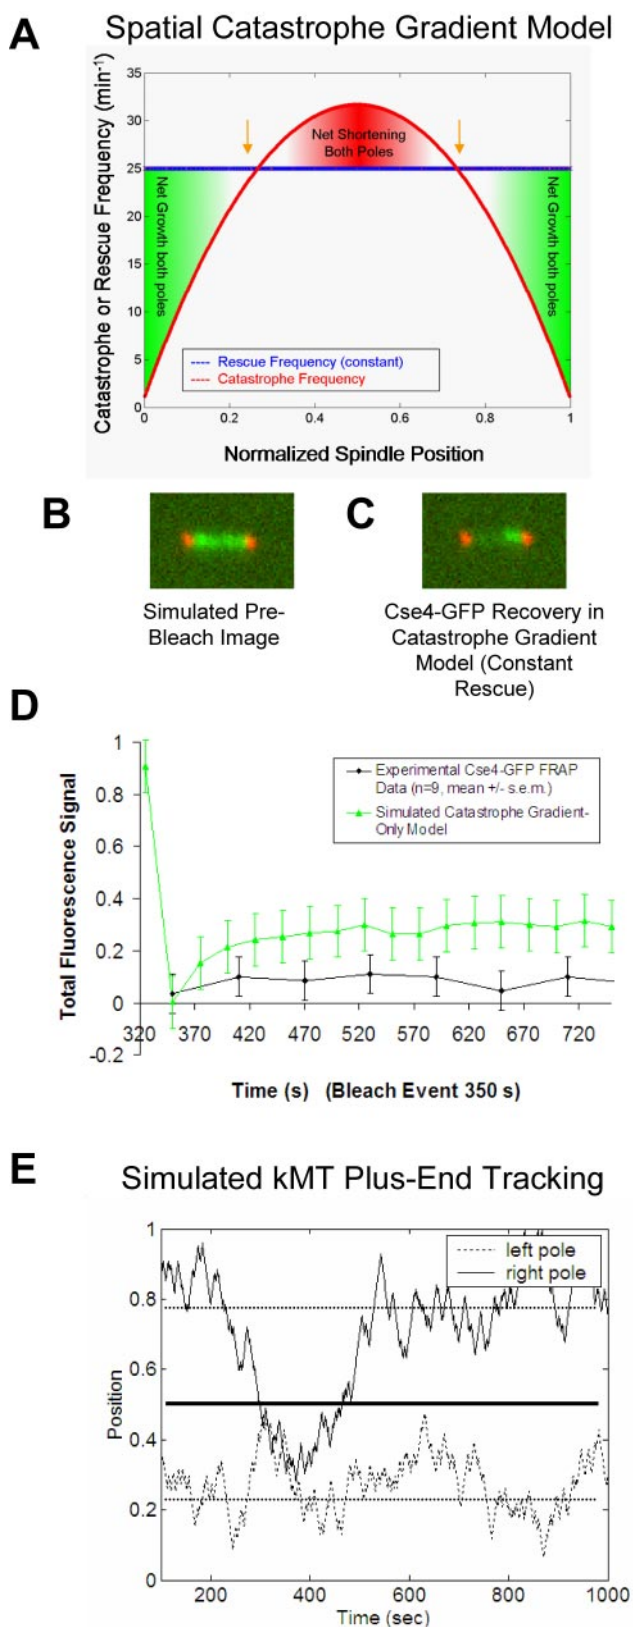 A
Spatial Catastrophe Gradient Model
Catastrophe or Rescue Frequency (min-1)
35
30
25
20
15
10
5
0
Net Shortening
Both Poles
Net Growth both poles
Net Growth both poles
---- Rescue Frequency (constant)
---- Catastrophe Frequency
0 0.2 0.4 0.6 0.8 1
Normalized Spindle Position
B
Simulated Pre-
Bleach Image
C
Cse4-GFP Recovery in
Catastrophe Gradient
Model (Constant
Rescue)
D
Total Fluorescence Signal
1
0.8
0.6
0.4
0.2
0
-0.2
Experimental Cse4-GFP FRAP
Data (n=9, mean +/- s.e.m.)
Simulated Catastrophe Gradient-
Only Model
320 370 420 470 520 570 620 670 720
Time (s) (Bleach Event 350 s)
E
Simulated kMT Plus-End Tracking
Position
1
0.8
0.6
0.4
0.2
0
left pole
right pole
200 400 600 800 1000
Time (sec)